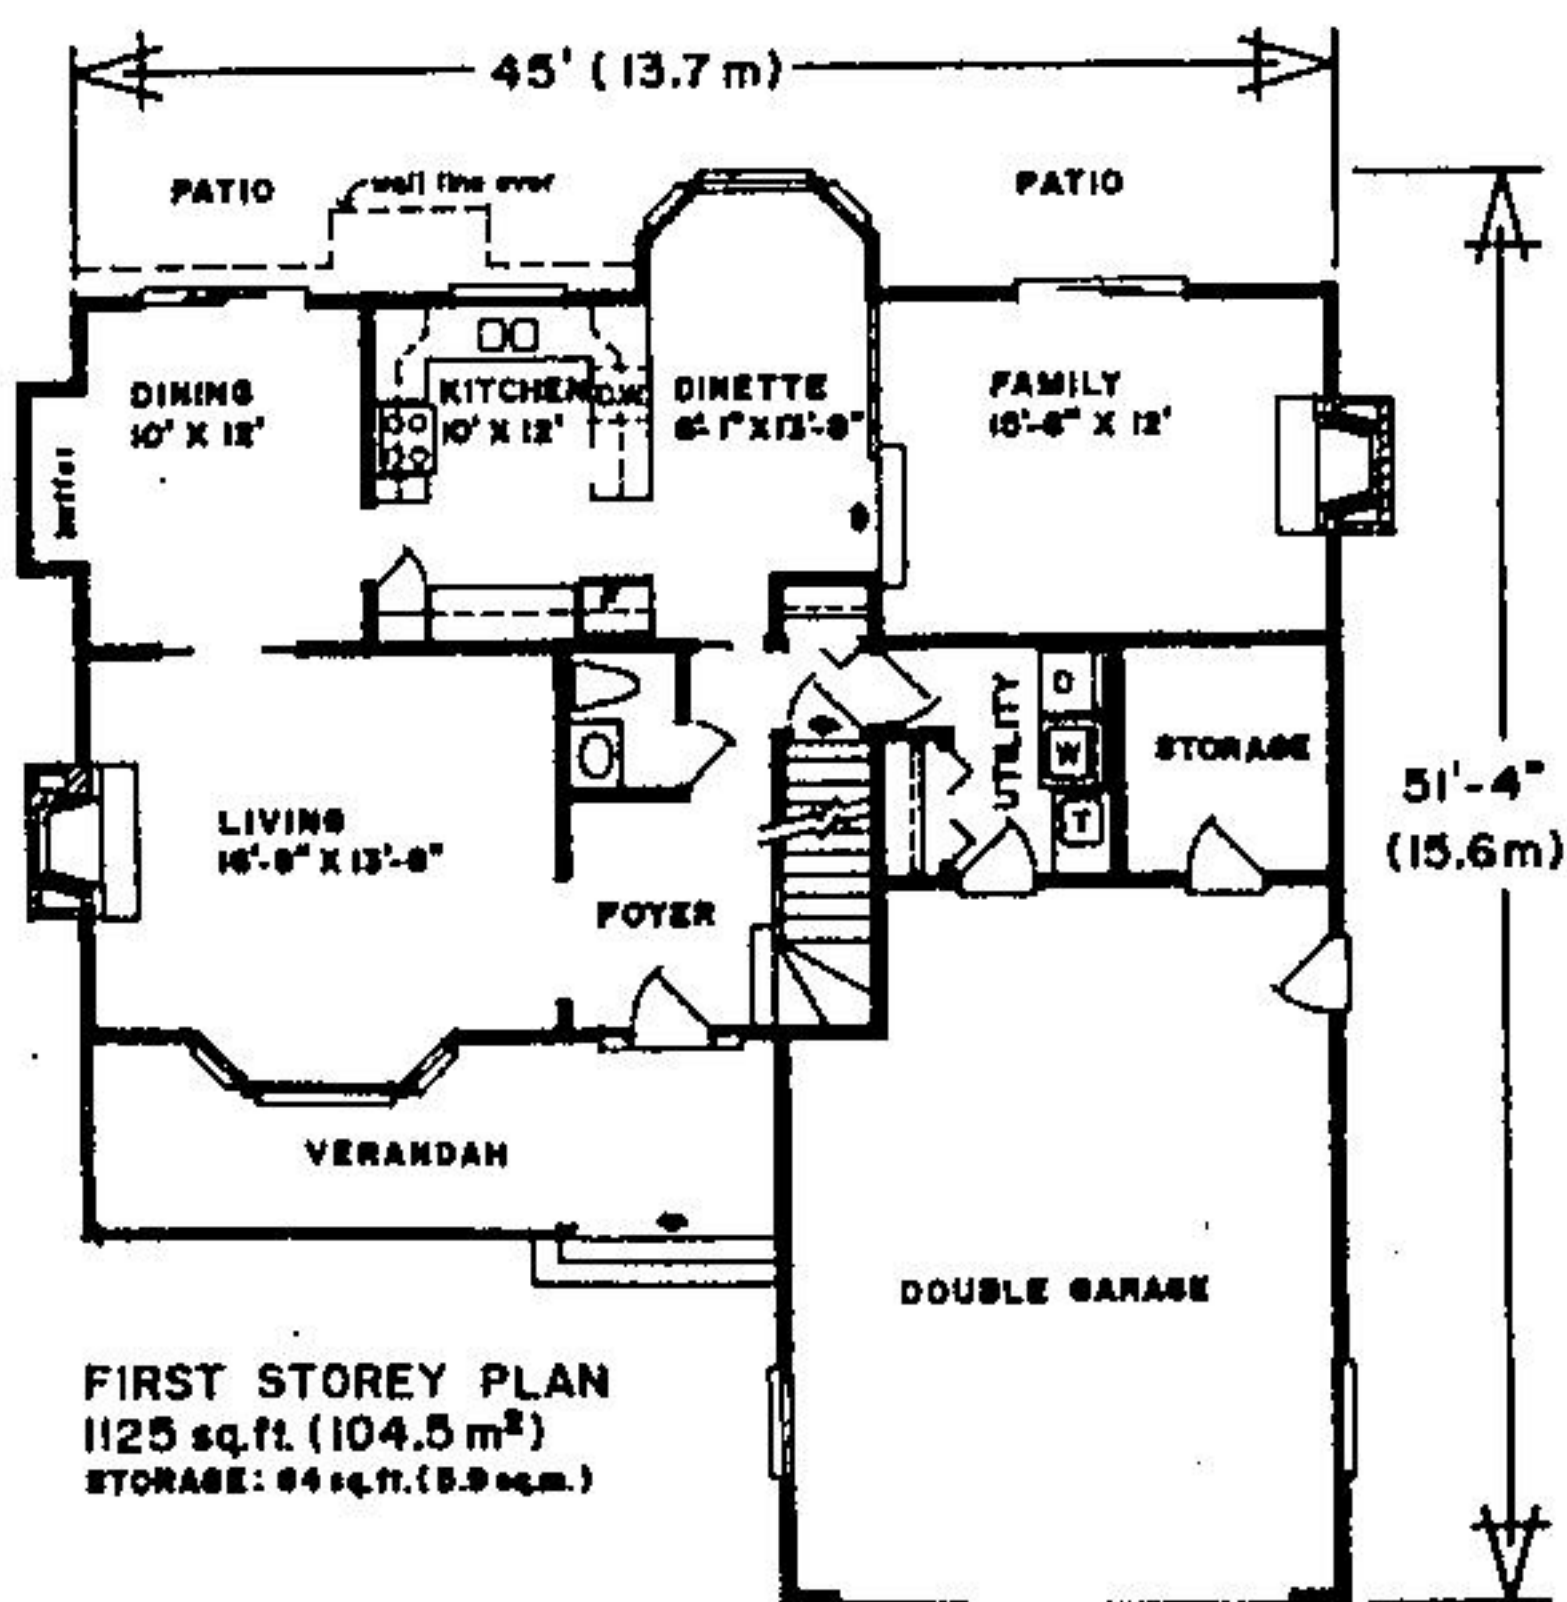 45' (13.7 m)
PATIO
wall line over
PATIO
DINING
10' X 12'
KITCHEN
10' X 12'
D.W.
DINETTE
FAMILY
X 12'
buffet
UTILITY
D
W
T
STORAGE
51'-4"
(15.6m)
LIVING
FOYER
VERANDAH
DOUBLE GARAGE
FIRST STOREY PLAN
1125 sq.ft. (104.5 m²)
STORAGE: 64 sq.ft. (5.9 sq.m.)